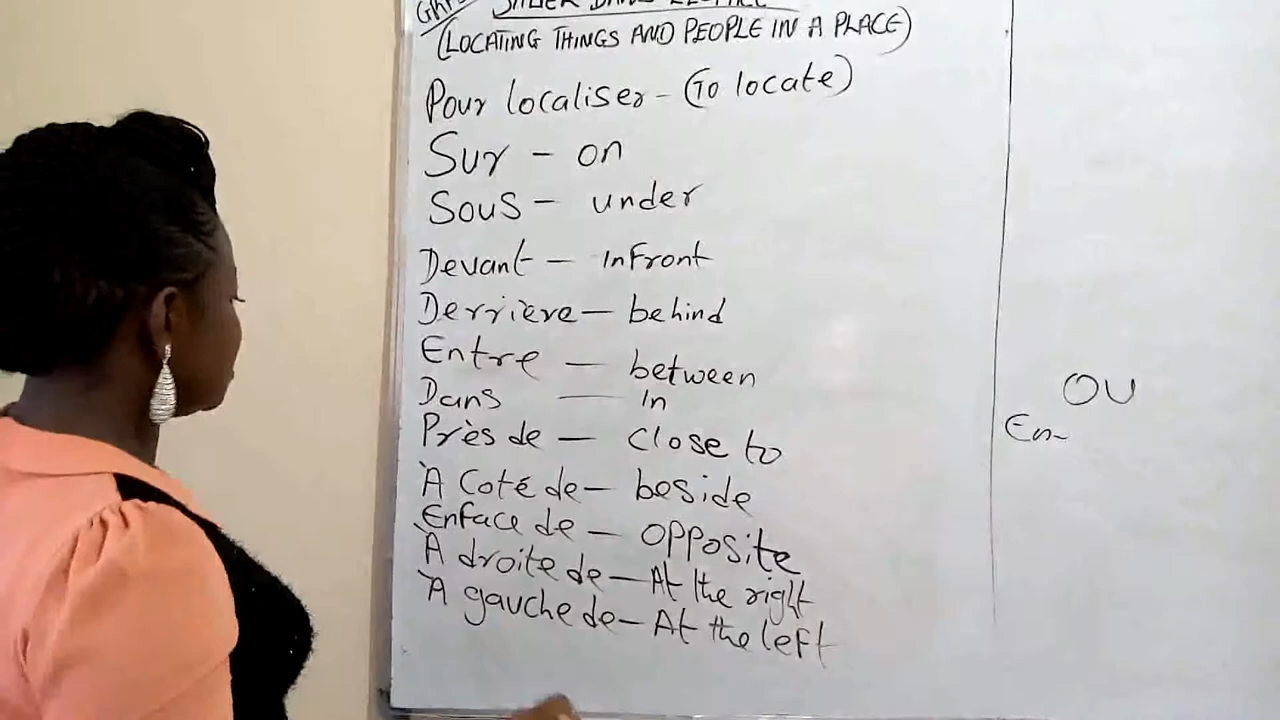 (LOCATING THINGS AND PEOPLE IN A PLACE)
Pour localiser - (To locate)
Sur - on
Sous - under
Devant - Infront
Derrière - behind
Entre - between
Dans - In
Près de - Close to
À Coté de - beside
Enface de - Opposite
À droite de - At the right
À gauche de - At the left
OU